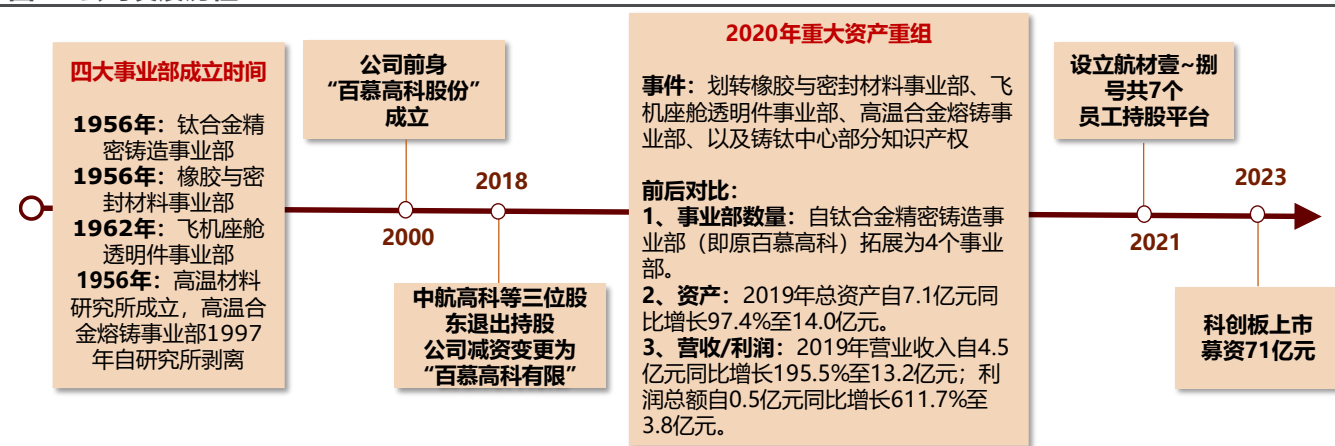 四大事业部成立时间
1956年：钛合金精
密铸造事业部
1956年：橡胶与密
封材料事业部
1962年：飞机座舱
透明件事业部
1956年：高温材料
研究所成立，高温合
金熔铸事业部1997
年自研究所剥离
公司前身
“百慕高科股份”
成立
2000
2018
中航高科等三位股
东退出持股
公司减资变更为
“百慕高科有限”
2020年重大资产重组
事件：划转橡胶与密封材料事业部、飞
机座舱透明件事业部、高温合金熔铸事
业部、以及铸钛中心部分知识产权
前后对比：
1、事业部数量：自钛合金精密铸造事
业部（即原百慕高科）拓展为4个事业
部。
2、资产：2019年总资产自7.1亿元同
比增长97.4%至14.0亿元。
3、营收/利润：2019年营业收入自4.5
亿元同比增长195.5%至13.2亿元；利
润总额自0.5亿元同比增长611.7%至
3.8亿元。
设立航材壹~捌
号共7个
员工持股平台
2021
2023
科创板上市
募资71亿元